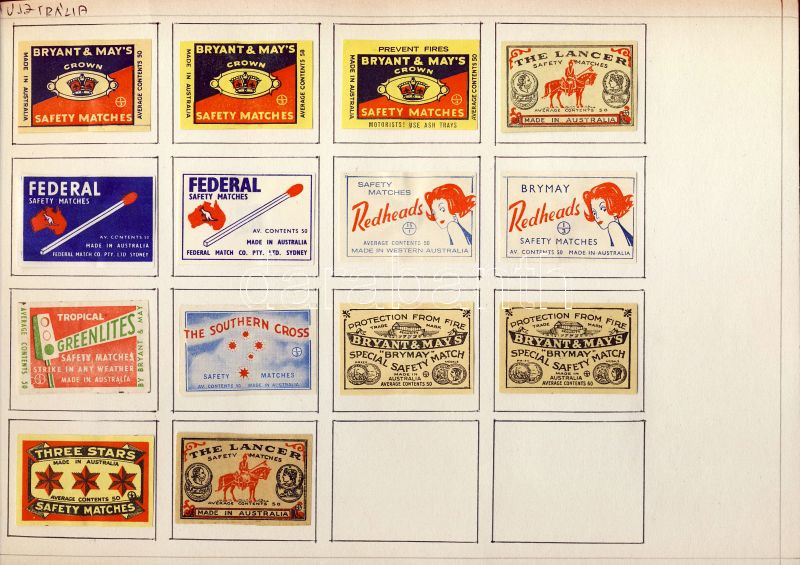 USZTRALIA
BRYANT & MAY'S
CROWN
SAFETY MATCHES
MADE IN AUSTRALIA
AVERAGE CONTENTS 50
BRYANT & MAY'S
CROWN
SAFETY MATCHES
MADE IN AUSTRALIA
AVERAGE CONTENTS 50
PREVENT FIRES
BRYANT & MAY'S
CROWN
SAFETY MATCHES
MADE IN AUSTRALIA
AVERAGE CONTENTS 50
MOTORISTS! USE ASH TRAYS
THE LANCER
SAFETY MATCHES
AVERAGE CONTENTS 50
MADE IN AUSTRALIA
FEDERAL
SAFETY MATCHES
AV. CONTENTS 50
MADE IN AUSTRALIA
FEDERAL MATCH CO. PTY. LTD SYDNEY
FEDERAL
SAFETY MATCHES
AV. CONTENTS 50
MADE IN AUSTRALIA
FEDERAL MATCH CO. PTY. LTD. SYDNEY
SAFETY
MATCHES
Redheads
AVERAGE CONTENTS 50
MADE IN WESTERN AUSTRALIA
BRYMAY
Redheads
SAFETY MATCHES
AV. CONTENTS 50 MADE IN AUSTRALIA
darabanth
TROPICAL
GREENLITES
SAFETY MATCHES
STRIKE IN ANY WEATHER
MADE IN AUSTRALIA
AVERAGE CONTENTS 50
BY BRYANT & MAY
THE SOUTHERN CROSS
SAFETY MATCHES
AV. CONTENTS 50 MADE IN AUSTRALIA
PROTECTION FROM FIRE
TRADE MARK
BRYANT & MAY'S
"BRYMAY"
SPECIAL SAFETY MATCH
MADE IN
AUSTRALIA
AVERAGE CONTENTS 50
PROTECTION FROM FIRE
TRADE MARK
BRYANT & MAY'S
"BRYMAY"
SPECIAL SAFETY MATCH
MADE IN
AUSTRALIA
AVERAGE CONTENTS 50
THREE STARS
MADE IN AUSTRALIA
AVERAGE CONTENTS 50
SAFETY MATCHES
THE LANCER
SAFETY MATCHES
AVERAGE CONTENTS 50
MADE IN AUSTRALIA